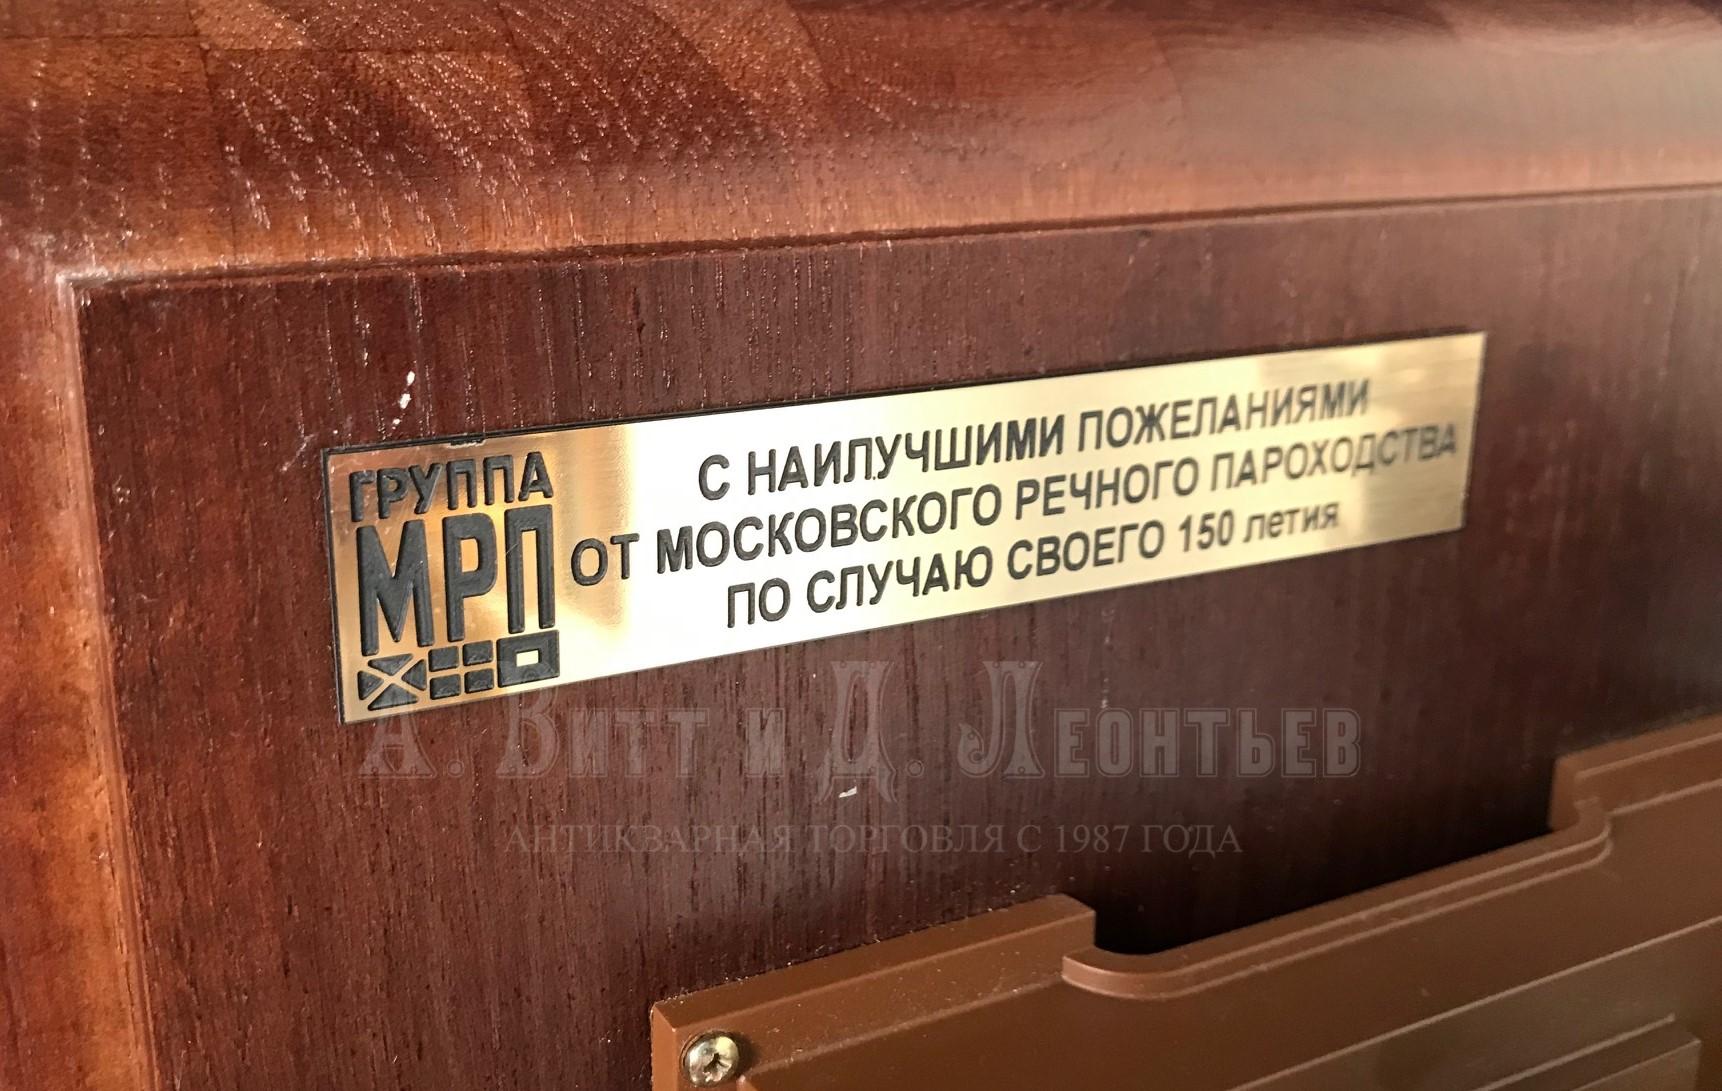 ГРУППА
МРП
С НАИЛУЧШИМИ ПОЖЕЛАНИЯМИ
ОТ МОСКОВСКОГО РЕЧНОГО ПАРОХОДСТВА
ПО СЛУЧАЮ СВОЕГО 150 летия
А. Витт и Д. Леонтьев
АНТИКВАРНАЯ ТОРГОВЛЯ С 1987 ГОДА